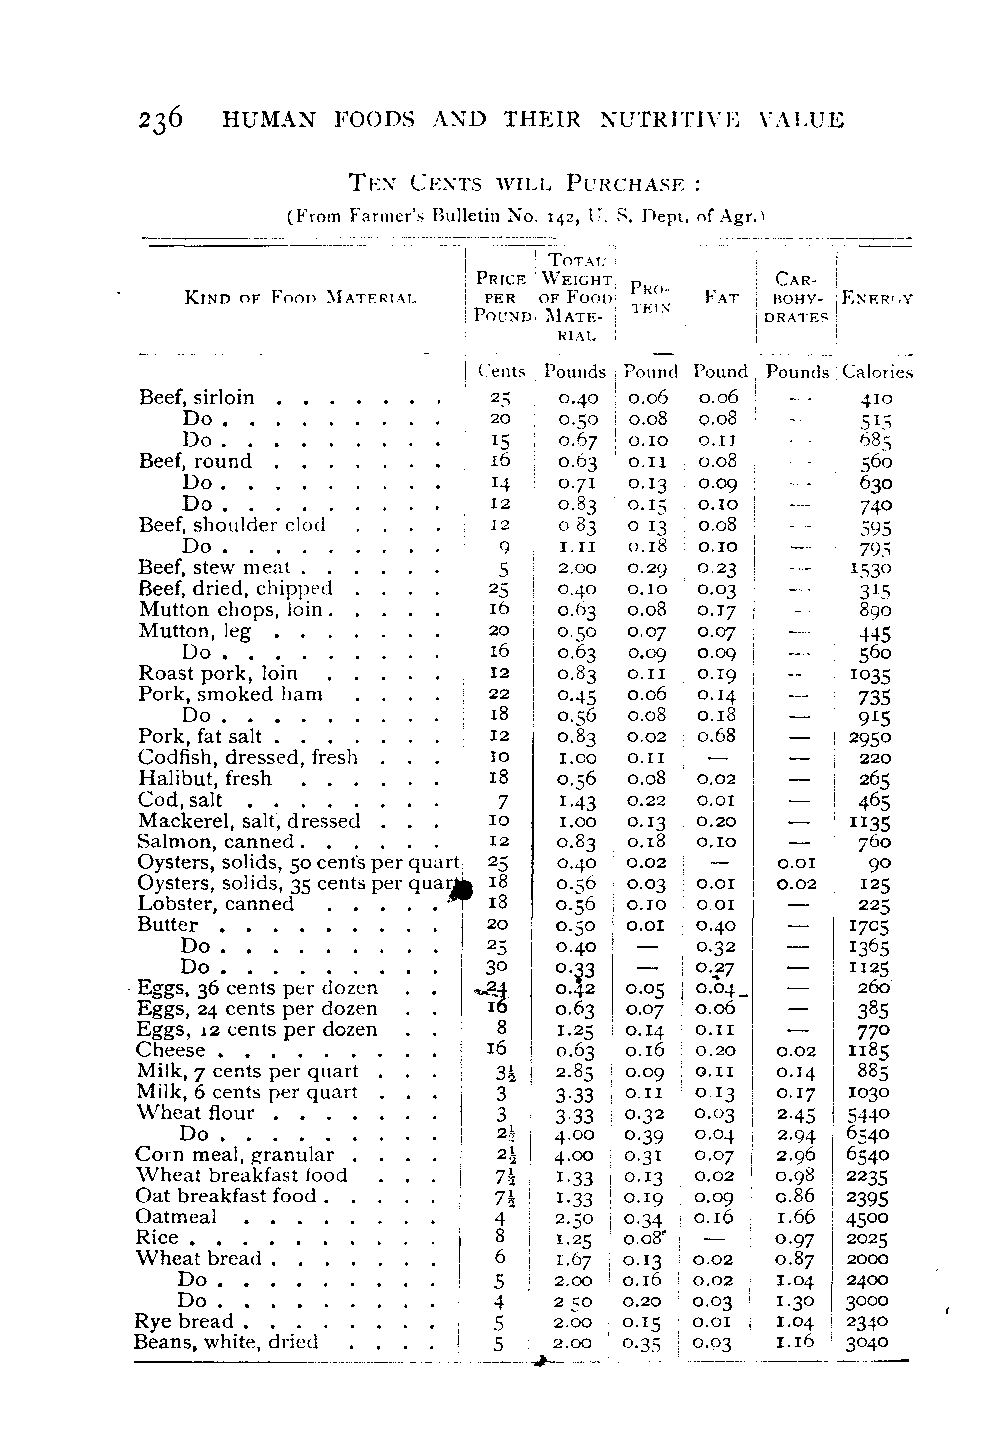 236 HUMAN FOODS AND THEIR NUTRITIVE VALUE
TEN CENTS WILL PURCHASE :
(From Farmer's Bulletin No. 142, U. S. Dept. of Agr.)
KIND OF FOOD MATERIAL | PRICE PER POUND | TOTAL WEIGHT OF FOOD MATE-RIAL | PRO-TEIN | FAT | CAR-BOHY-DRATES | ENERGY
Cents Pounds Pound Pound Pounds Calories
Beef, sirloin . . . . . . . 25 0.40 0.06 0.06 — 410
Do . . . . . . . . . 20 0.50 0.08 0.08 — 515
Do . . . . . . . . . 15 0.67 0.10 0.11 — 685
Beef, round . . . . . . . 16 0.63 0.11 0.08 — 560
Do . . . . . . . . . 14 0.71 0.13 0.09 — 630
Do . . . . . . . . . 12 0.83 0.15 0.10 — 740
Beef, shoulder clod . . . . 12 0 83 0 13 0.08 — 595
Do . . . . . . . . . 9 1.11 0.18 0.10 — 795
Beef, stew meat . . . . . . 5 2.00 0.29 0.23 — 1530
Beef, dried, chipped . . . . 25 0.40 0.10 0.03 — 315
Mutton chops, loin . . . . . 16 0.63 0.08 0.17 — 890
Mutton, leg . . . . . . . 20 0.50 0.07 0.07 — 445
Do . . . . . . . . . 16 0.63 0.09 0.09 — 560
Roast pork, loin . . . . . 12 0.83 0.11 0.19 — 1035
Pork, smoked ham . . . . 22 0.45 0.06 0.14 — 735
Do . . . . . . . . . 18 0.56 0.08 0.18 — 915
Pork, fat salt . . . . . . . 12 0.83 0.02 0.68 — 2950
Codfish, dressed, fresh . . . 10 1.00 0.11 — — 220
Halibut, fresh . . . . . . 18 0.56 0.08 0.02 — 265
Cod, salt . . . . . . . . 7 1.43 0.22 0.01 — 465
Mackerel, salt, dressed . . . 10 1.00 0.13 0.20 — 1135
Salmon, canned . . . . . . 12 0.83 0.18 0.10 — 760
Oysters, solids, 50 cents per quart 25 0.40 0.02 — 0.01 90
Oysters, solids, 35 cents per quart 18 0.56 0.03 0.01 0.02 125
Lobster, canned . . . . . 18 0.56 0.10 0.01 — 225
Butter . . . . . . . . . 20 0.50 0.01 0.40 — 1705
Do . . . . . . . . . 25 0.40 — 0.32 — 1365
Do . . . . . . . . . 30 0.33 — 0.27 — 1125
Eggs, 36 cents per dozen . . 24 0.42 0.05 0.04 — 260
Eggs, 24 cents per dozen . . 16 0.63 0.07 0.06 — 385
Eggs, 12 cents per dozen . . 8 1.25 0.14 0.11 — 770
Cheese . . . . . . . . . 16 0.63 0.16 0.20 0.02 1185
Milk, 7 cents per quart . . . 3½ 2.85 0.09 0.11 0.14 885
Milk, 6 cents per quart . . . 3 3.33 0.11 0.13 0.17 1030
Wheat flour . . . . . . . 3 3.33 0.32 0.03 2.45 5440
Do . . . . . . . . . 2½ 4.00 0.39 0.04 2.94 6540
Corn meal, granular . . . . 2½ 4.00 0.31 0.07 2.96 6540
Wheat breakfast food . . . 7½ 1.33 0.13 0.02 0.98 2235
Oat breakfast food . . . . . 7½ 1.33 0.19 0.09 0.86 2395
Oatmeal . . . . . . . . 4 2.50 0.34 0.16 1.66 4500
Rice . . . . . . . . . . 8 1.25 0.08 — 0.97 2025
Wheat bread . . . . . . . 6 1.67 0.13 0.02 0.87 2000
Do . . . . . . . . . 5 2.00 0.16 0.02 1.04 2400
Do . . . . . . . . . 4 2 50 0.20 0.03 1.30 3000
Rye bread . . . . . . . . 5 2.00 0.15 0.01 1.04 2340
Beans, white, dried . . . . 5 2.00 0.35 0.03 1.16 3040